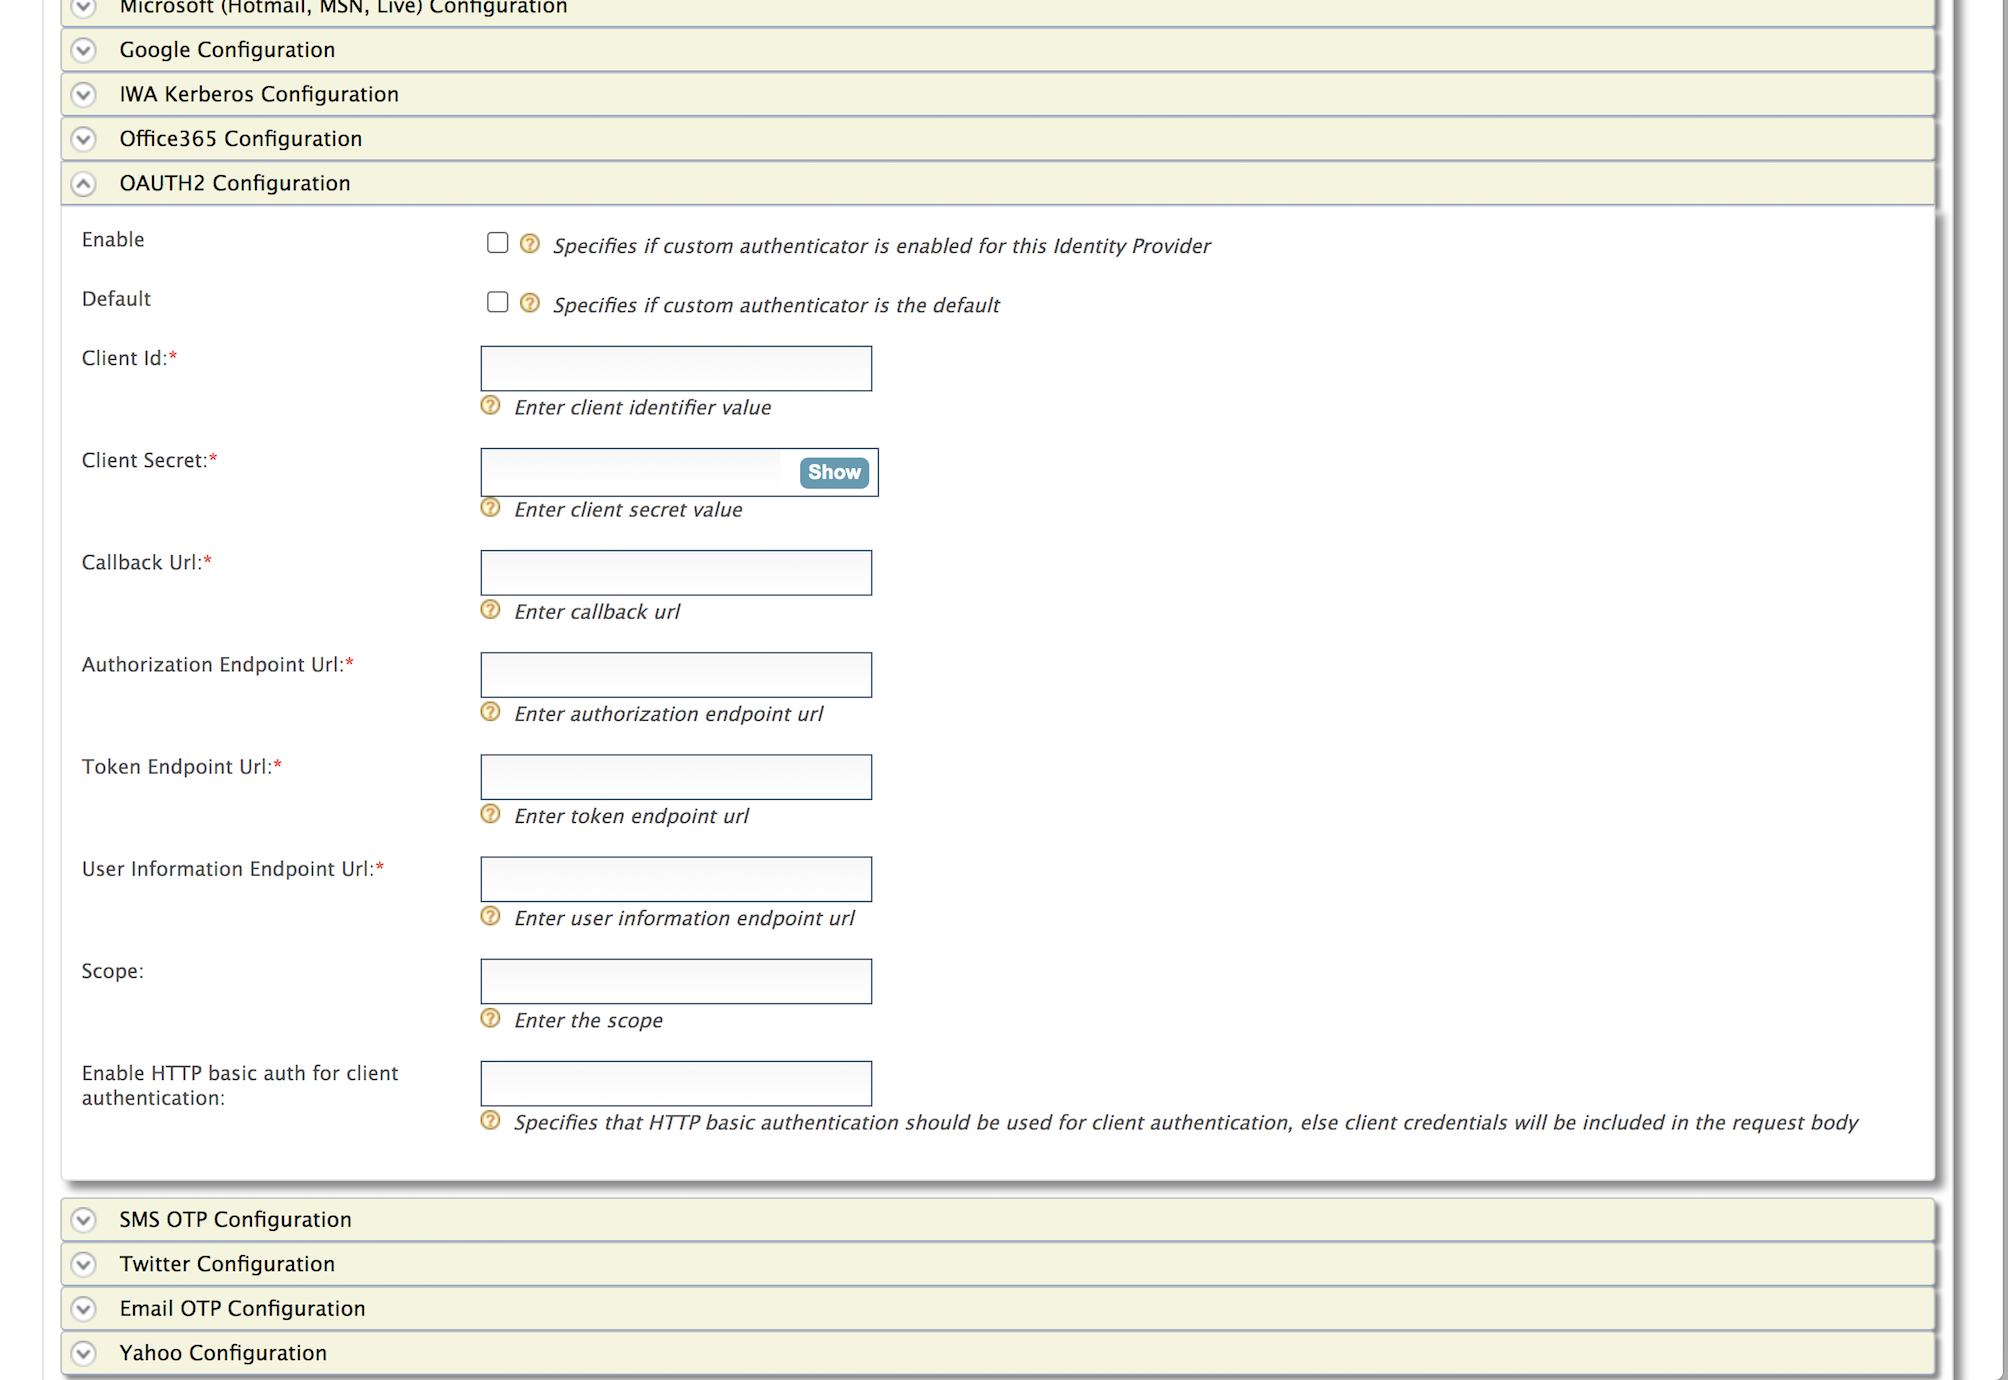 Microsoft (Hotmail, MSN, Live) Configuration
Google Configuration
IWA Kerberos Configuration
Office365 Configuration
OAUTH2 Configuration
Enable
? Specifies if custom authenticator is enabled for this Identity Provider
Default
? Specifies if custom authenticator is the default
Client Id:*
? Enter client identifier value
Client Secret:*
Show
? Enter client secret value
Callback Url:*
? Enter callback url
Authorization Endpoint Url:*
? Enter authorization endpoint url
Token Endpoint Url:*
? Enter token endpoint url
User Information Endpoint Url:*
? Enter user information endpoint url
Scope:
? Enter the scope
Enable HTTP basic auth for client
authentication:
? Specifies that HTTP basic authentication should be used for client authentication, else client credentials will be included in the request body
SMS OTP Configuration
Twitter Configuration
Email OTP Configuration
Yahoo Configuration